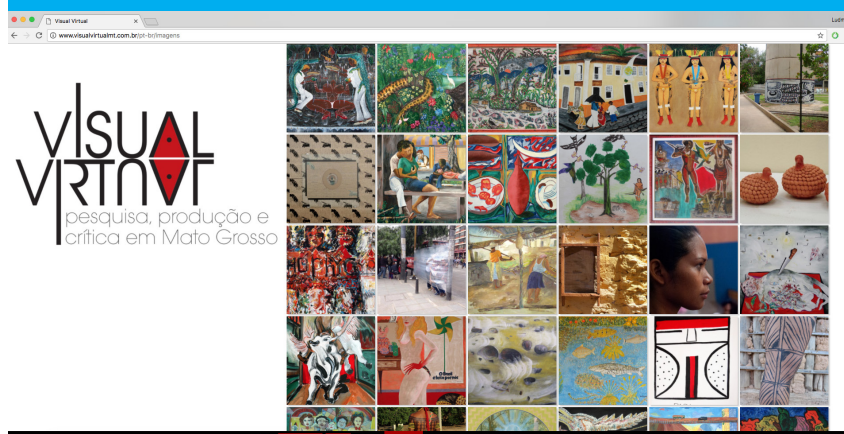 Visual Virtual
www.visualvirtualmt.com.br/pt-br/imagens
VISUAL
VIRTUAL
pesquisa, produção e
crítica em Mato Grosso